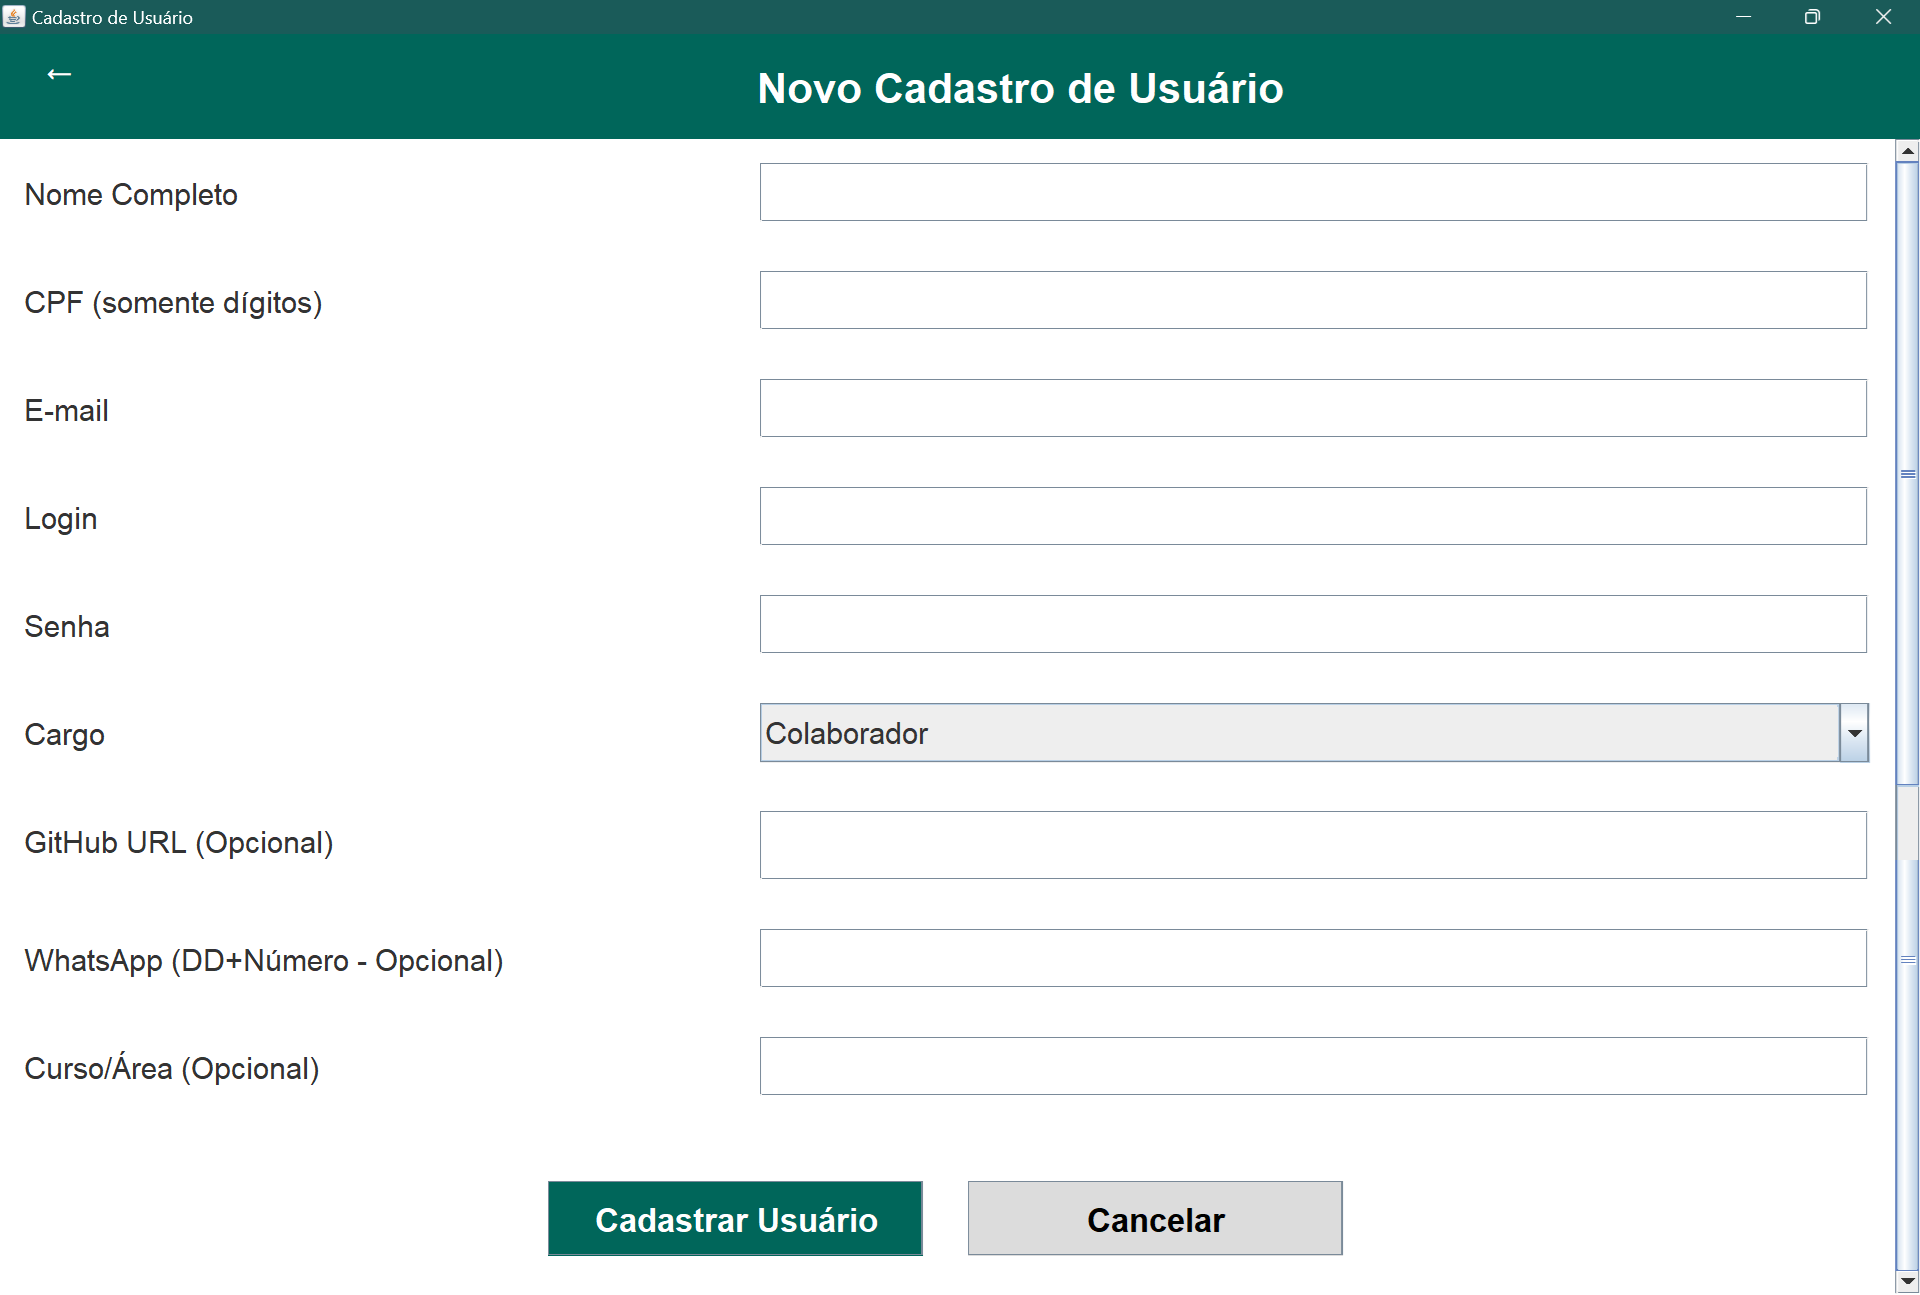 Cadastro de Usuário
←
Novo Cadastro de Usuário
Nome Completo
CPF (somente dígitos)
E-mail
Login
Senha
Cargo
Colaborador
GitHub URL (Opcional)
WhatsApp (DD+Número - Opcional)
Curso/Área (Opcional)
Cadastrar Usuário
Cancelar